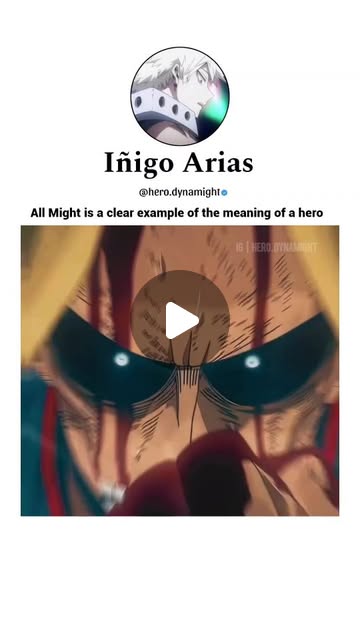 Iñigo Arias
@hero.dynamight
All Might is a clear example of the meaning of a hero
IG | HERO.DYNAMIGHT